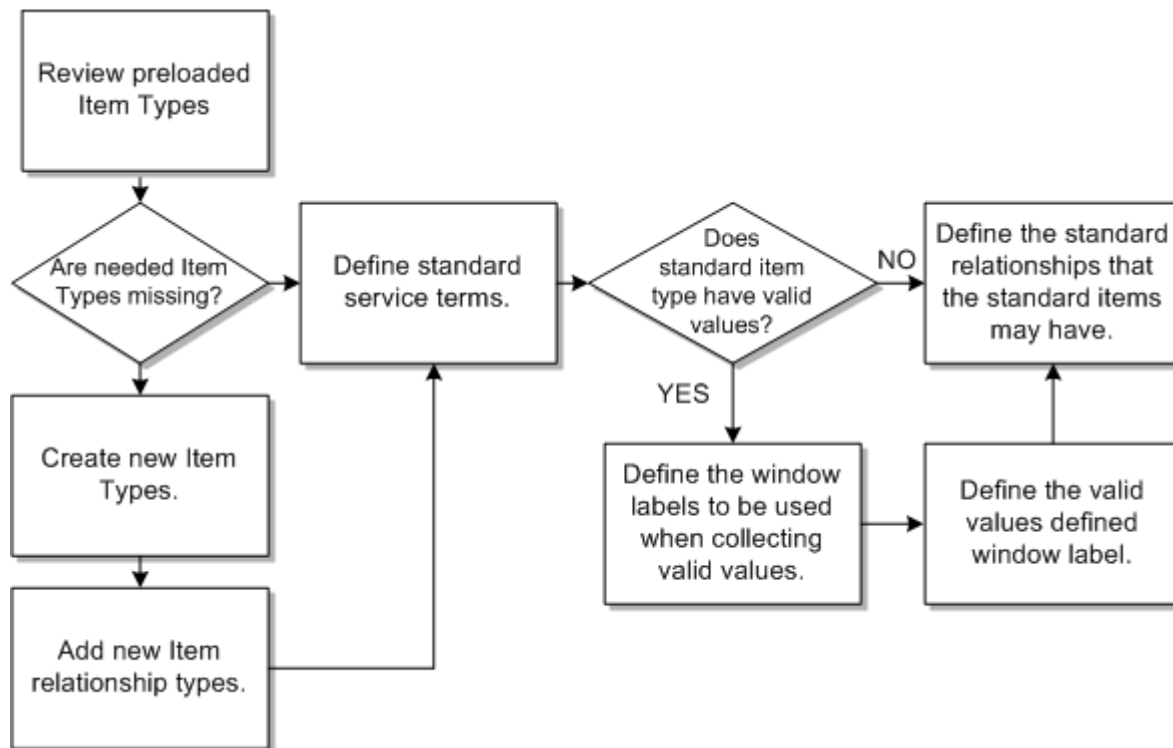 Review preloaded
Item Types
Are needed Item
Types missing?
Create new Item
Types.
Add new Item
relationship types.
Define standard
service terms.
Does
standard item
type have valid
values?
NO
YES
Define the standard
relationships that
the standard items
may have.
Define the window
labels to be used
when collecting
valid values.
Define the valid
values defined
window label.